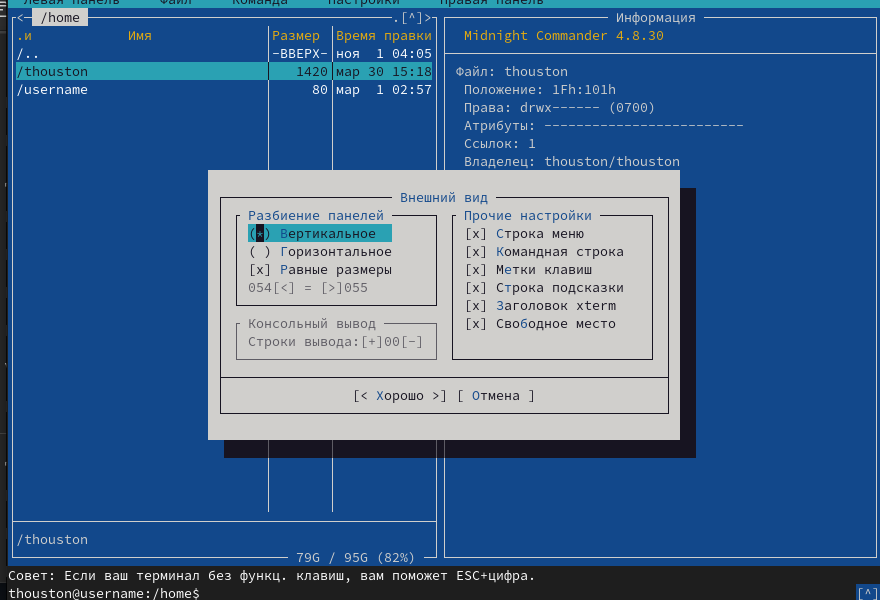 Левая панель Файл Команда Настройки Правая панель
<─ /home .[^]>
.и Имя Размер Время правки
/.. -ВВЕРХ- ноя 1 04:05
/thouston 1420 мар 30 15:18
/username 80 мар 1 02:57
Информация
Midnight Commander 4.8.30
Файл: thouston
Положение: 1Fh:101h
Права: drwx------ (0700)
Атрибуты: -------------------------
Ссылок: 1
Владелец: thouston/thouston
Внешний вид
Разбиение панелей
(*) Вертикальное
( ) Горизонтальное
[x] Равные размеры
054[<] = [>]055
Консольный вывод
Строки вывода:[+]00[-]
Прочие настройки
[x] Строка меню
[x] Командная строка
[x] Метки клавиш
[x] Строка подсказки
[x] Заголовок xterm
[x] Свободное место
[< Хорошо >] [ Отмена ]
/thouston
79G / 95G (82%)
Совет: Если ваш терминал без функц. клавиш, вам поможет ESC+цифра.
thouston@username:/home$ [^]